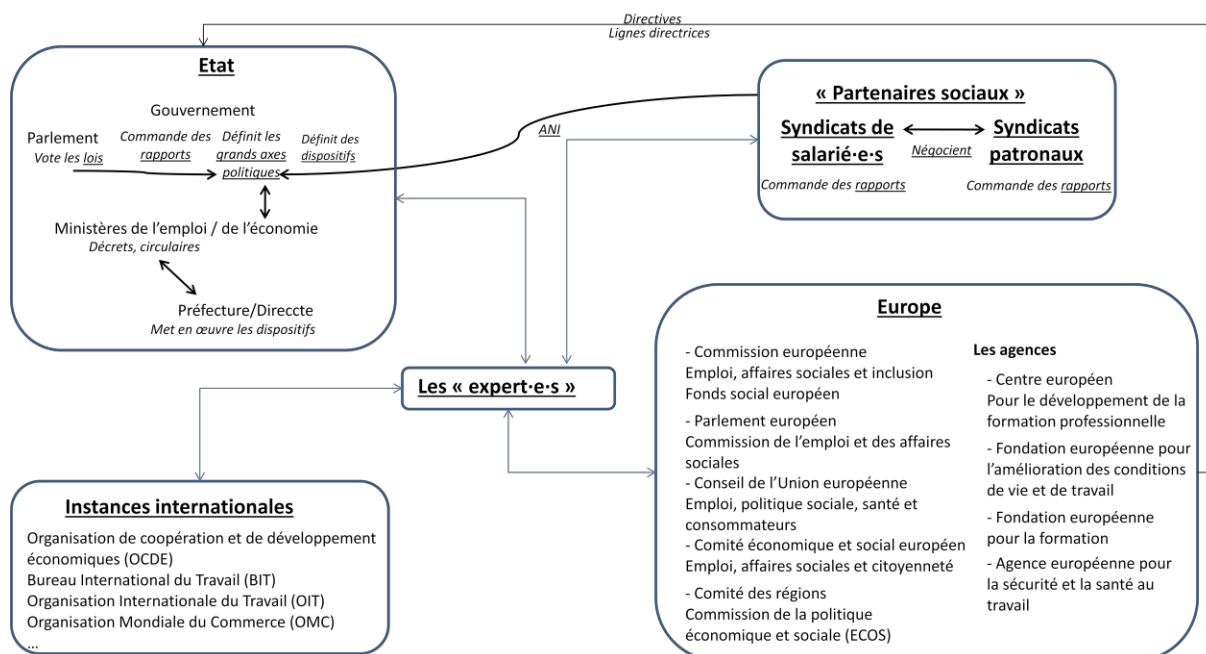 Directives
Lignes directrices
Etat
Gouvernement
Parlement
Vote les lois
Commande des
rapports
Définit les
grands axes
politiques
Définit des
dispositifs
Ministères de l’emploi / de l’économie
Décrets, circulaires
Préfecture/Direccte
Met en œuvre les dispositifs
ANI
« Partenaires sociaux »
Syndicats de
salarié·e·s
Négocient
Syndicats
patronaux
Commande des rapports
Commande des rapports
Les « expert·e·s »
Instances internationales
Organisation de coopération et de développement
économiques (OCDE)
Bureau International du Travail (BIT)
Organisation Internationale du Travail (OIT)
Organisation Mondiale du Commerce (OMC)
...
Europe
- Commission européenne
Emploi, affaires sociales et inclusion
Fonds social européen
- Parlement européen
Commission de l’emploi et des affaires
sociales
- Conseil de l’Union européenne
Emploi, politique sociale, santé et
consommateurs
- Comité économique et social européen
Emploi, affaires sociales et citoyenneté
- Comité des régions
Commission de la politique
économique et sociale (ECOS)
Les agences
- Centre européen
Pour le développement de la
formation professionnelle
- Fondation européenne pour
l’amélioration des conditions
de vie et de travail
- Fondation européenne
pour la formation
- Agence européenne pour
la sécurité et la santé au
travail